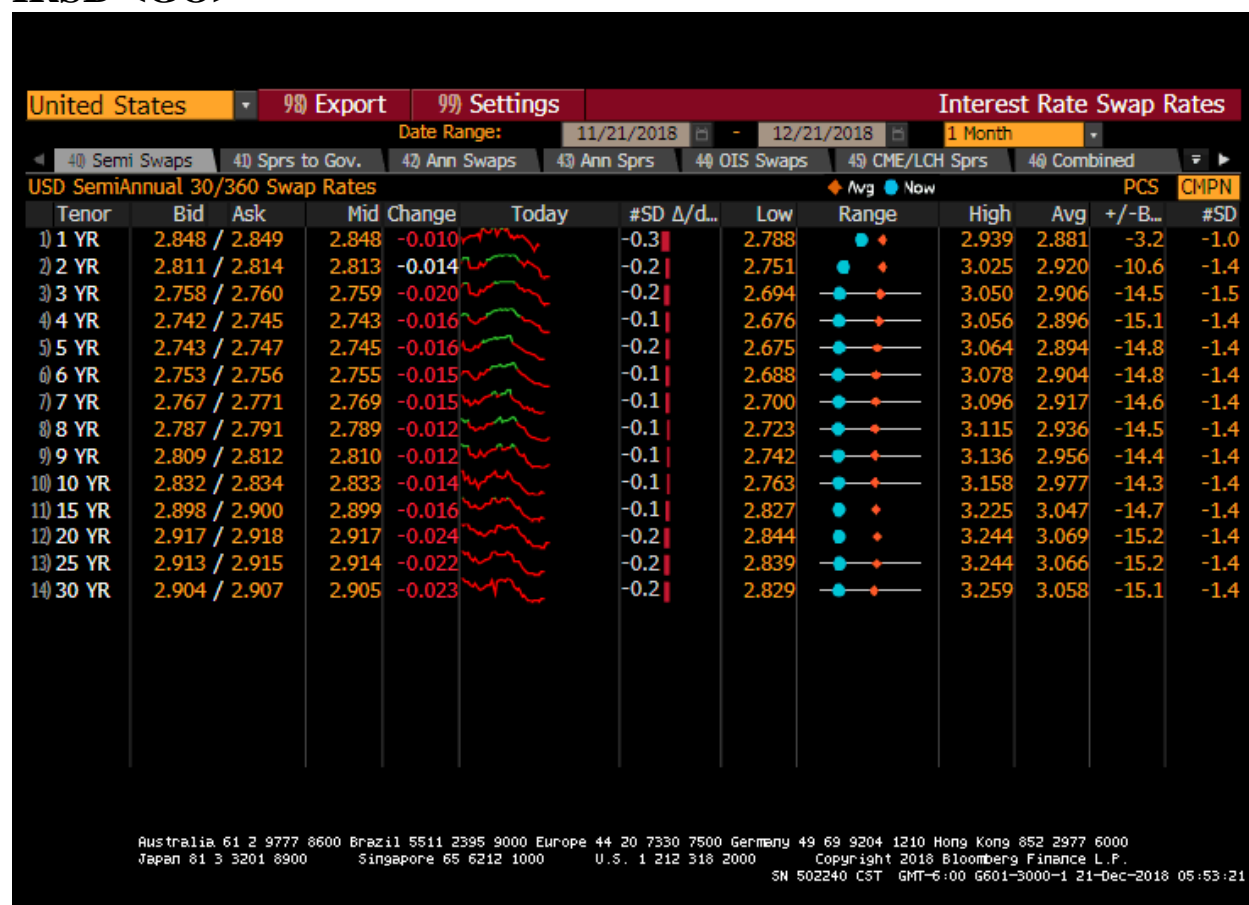 United States 98) Export 99) Settings Interest Rate Swap Rates
Date Range: 11/21/2018 - 12/21/2018 1 Month
40) Semi Swaps 41) Sprs to Gov. 42) Ann Swaps 43) Ann Sprs 44) OIS Swaps 45) CME/LCH Sprs 46) Combined
USD SemiAnnual 30/360 Swap Rates Avg Now PCS CMPN
Tenor Bid Ask Mid Change Today #SD Δ/d... Low Range High Avg +/-B... #SD
1) 1 YR 2.848 / 2.849 2.848 -0.010 -0.3 2.788 2.939 2.881 -3.2 -1.0
2) 2 YR 2.811 / 2.814 2.813 -0.014 -0.2 2.751 3.025 2.920 -10.6 -1.4
3) 3 YR 2.758 / 2.760 2.759 -0.020 -0.2 2.694 3.050 2.906 -14.5 -1.5
4) 4 YR 2.742 / 2.745 2.743 -0.016 -0.1 2.676 3.056 2.896 -15.1 -1.4
5) 5 YR 2.743 / 2.747 2.745 -0.016 -0.2 2.675 3.064 2.894 -14.8 -1.4
6) 6 YR 2.753 / 2.756 2.755 -0.015 -0.1 2.688 3.078 2.904 -14.8 -1.4
7) 7 YR 2.767 / 2.771 2.769 -0.015 -0.1 2.700 3.096 2.917 -14.6 -1.4
8) 8 YR 2.787 / 2.791 2.789 -0.012 -0.1 2.723 3.115 2.936 -14.5 -1.4
9) 9 YR 2.809 / 2.812 2.810 -0.012 -0.1 2.742 3.136 2.956 -14.4 -1.4
10) 10 YR 2.832 / 2.834 2.833 -0.014 -0.1 2.763 3.158 2.977 -14.3 -1.4
11) 15 YR 2.898 / 2.900 2.899 -0.016 -0.1 2.827 3.225 3.047 -14.7 -1.4
12) 20 YR 2.917 / 2.918 2.917 -0.024 -0.2 2.844 3.244 3.069 -15.2 -1.4
13) 25 YR 2.913 / 2.915 2.914 -0.022 -0.2 2.839 3.244 3.066 -15.2 -1.4
14) 30 YR 2.904 / 2.907 2.905 -0.023 -0.2 2.829 3.259 3.058 -15.1 -1.4
Australia 61 2 9777 8600 Brazil 5511 2395 9000 Europe 44 20 7330 7500 Germany 49 69 9204 1210 Hong Kong 852 2977 6000
Japan 81 3 3201 8900 Singapore 65 6212 1000 U.S. 1 212 318 2000 Copyright 2018 Bloomberg Finance L.P.
SN 502240 CST GMT-6:00 G601-3000-1 21-Dec-2018 05:53:21